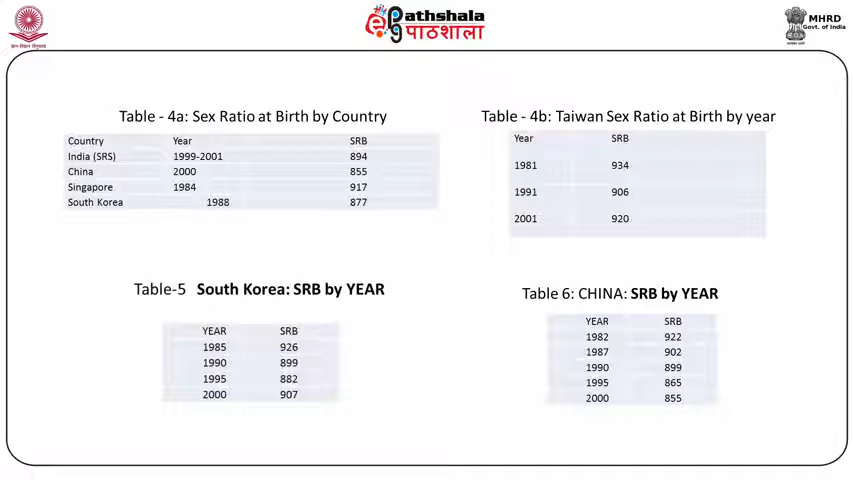 ePathshala
पाठशाला
MHRD
Govt. of India
Table - 4a: Sex Ratio at Birth by Country
Country Year SRB
India (SRS) 1999-2001 894
China 2000 855
Singapore 1984 917
South Korea 1988 877
Table - 4b: Taiwan Sex Ratio at Birth by year
Year SRB
1981 934
1991 906
2001 920
Table-5 South Korea: SRB by YEAR
YEAR SRB
1985 926
1990 899
1995 882
2000 907
Table 6: CHINA: SRB by YEAR
YEAR SRB
1982 922
1987 902
1990 899
1995 865
2000 855